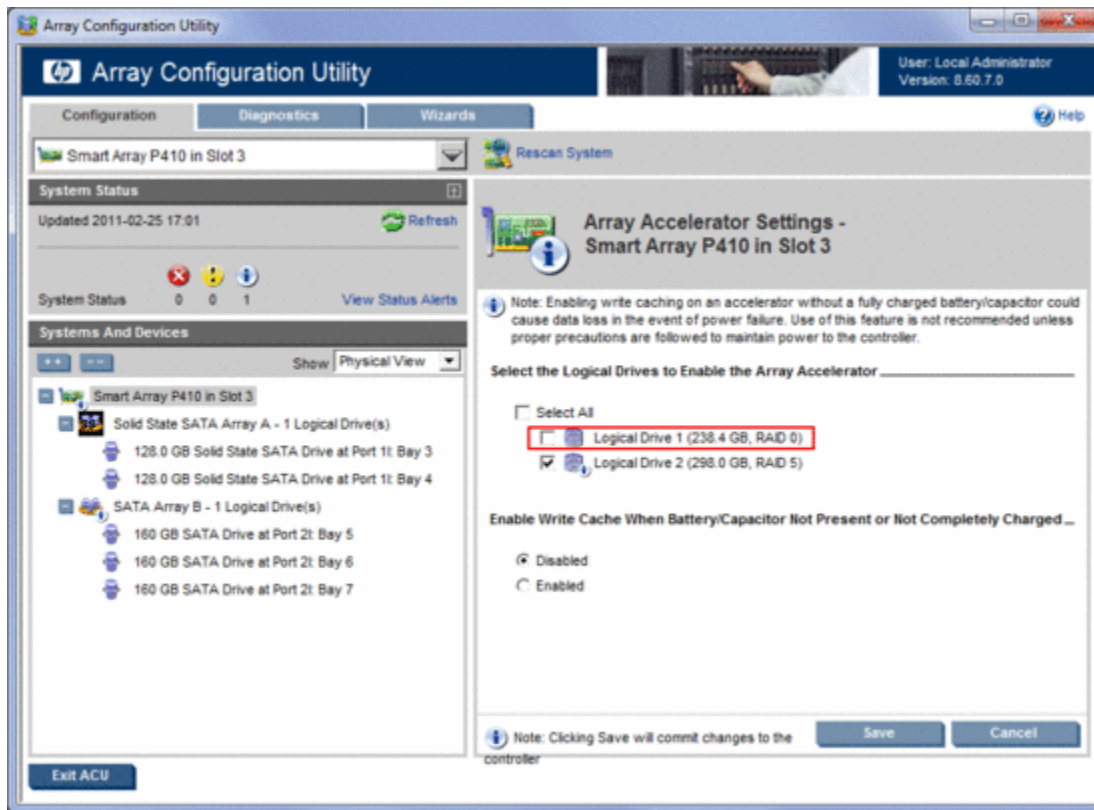 Array Configuration Utility
hp Array Configuration Utility
User: Local Administrator
Version: 8.60.7.0
Configuration
Diagnostics
Wizards
Help
Smart Array P410 in Slot 3
Rescan System
System Status
Updated 2011-02-25 17:01
Refresh
System Status 0 0 1 View Status Alerts
Systems And Devices
Show Physical View
Smart Array P410 in Slot 3
Solid State SATA Array A - 1 Logical Drive(s)
128.0 GB Solid State SATA Drive at Port 1I: Bay 3
128.0 GB Solid State SATA Drive at Port 1I: Bay 4
SATA Array B - 1 Logical Drive(s)
160 GB SATA Drive at Port 2I: Bay 5
160 GB SATA Drive at Port 2I: Bay 6
160 GB SATA Drive at Port 2I: Bay 7
Array Accelerator Settings -
Smart Array P410 in Slot 3
Note: Enabling write caching on an accelerator without a fully charged battery/capacitor could
cause data loss in the event of power failure. Use of this feature is not recommended unless
proper precautions are followed to maintain power to the controller.
Select the Logical Drives to Enable the Array Accelerator
Select All
Logical Drive 1 (238.4 GB, RAID 0)
Logical Drive 2 (298.0 GB, RAID 5)
Enable Write Cache When Battery/Capacitor Not Present or Not Completely Charged
Disabled
Enabled
Note: Clicking Save will commit changes to the
controller
Save
Cancel
Exit ACU